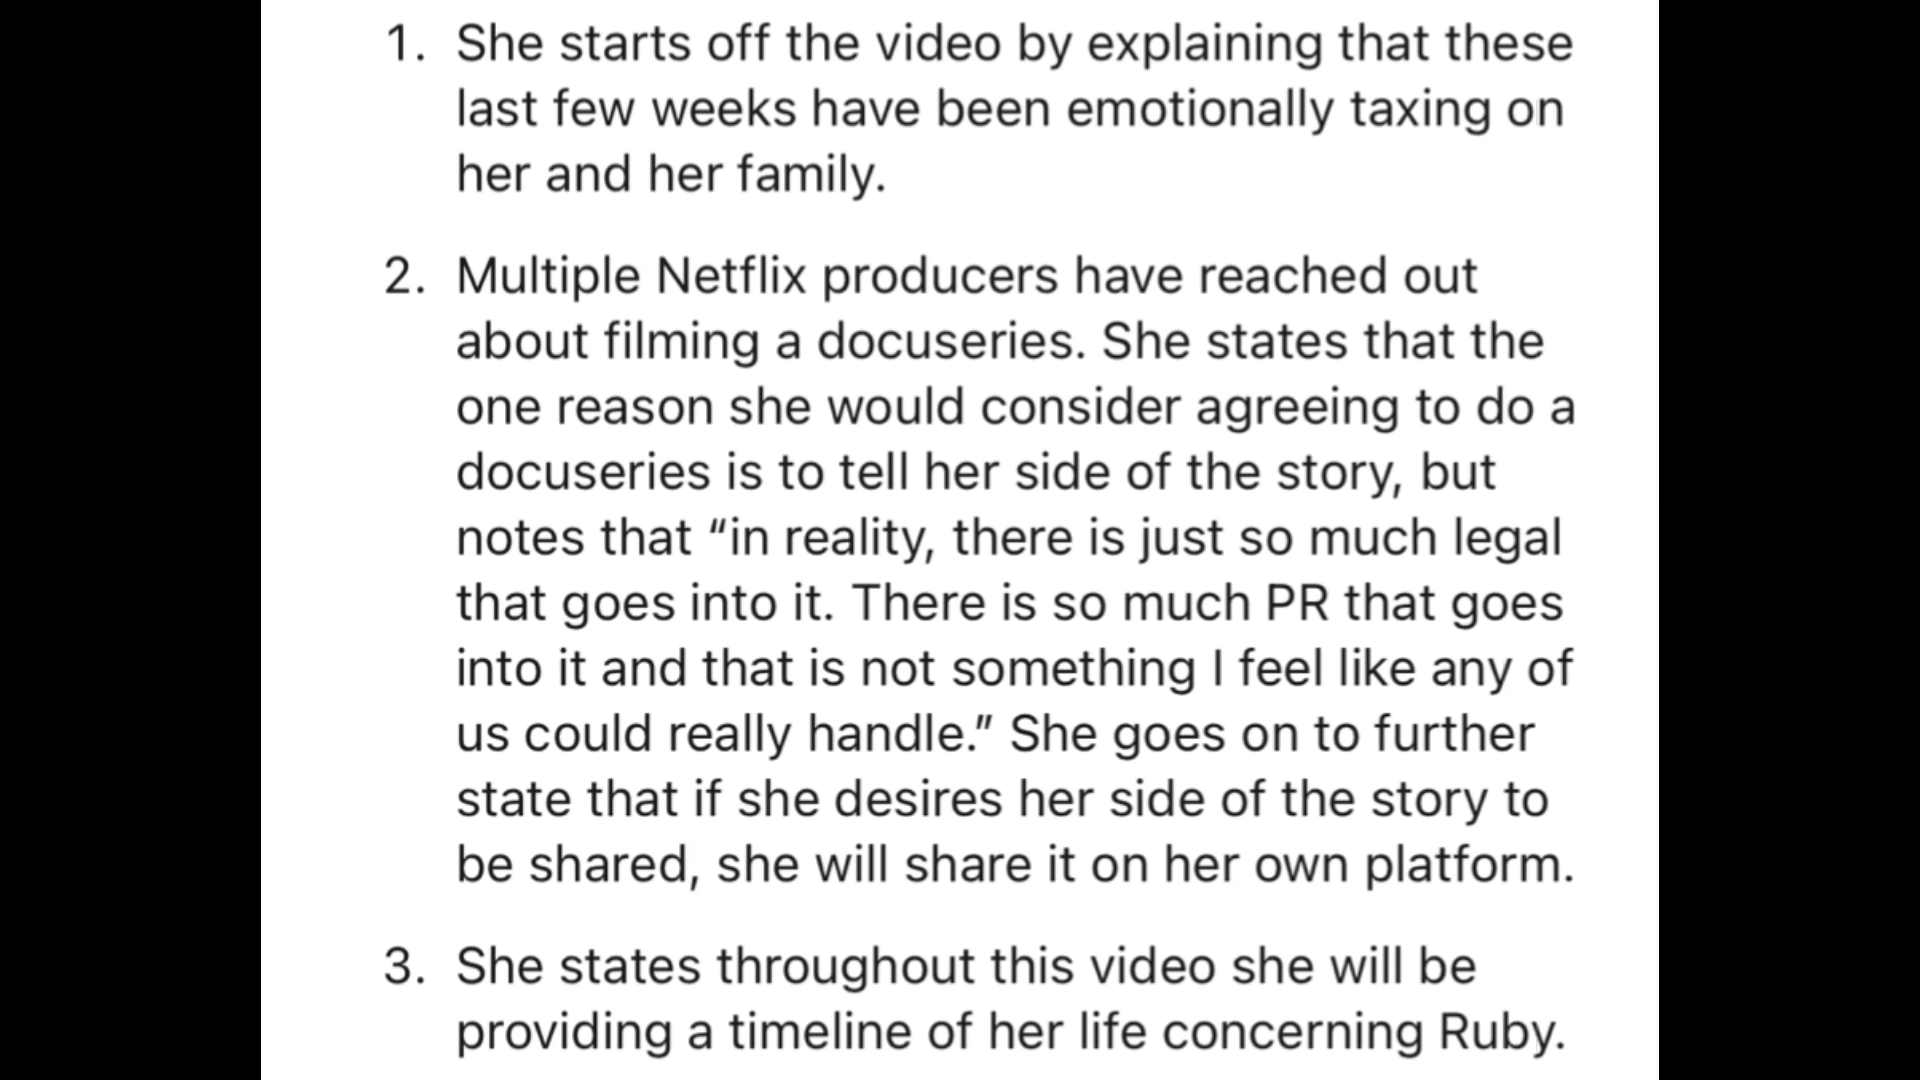 1. She starts off the video by explaining that these
last few weeks have been emotionally taxing on
her and her family.
2. Multiple Netflix producers have reached out
about filming a docuseries. She states that the
one reason she would consider agreeing to do a
docuseries is to tell her side of the story, but
notes that “in reality, there is just so much legal
that goes into it. There is so much PR that goes
into it and that is not something I feel like any of
us could really handle.” She goes on to further
state that if she desires her side of the story to
be shared, she will share it on her own platform.
3. She states throughout this video she will be
providing a timeline of her life concerning Ruby.